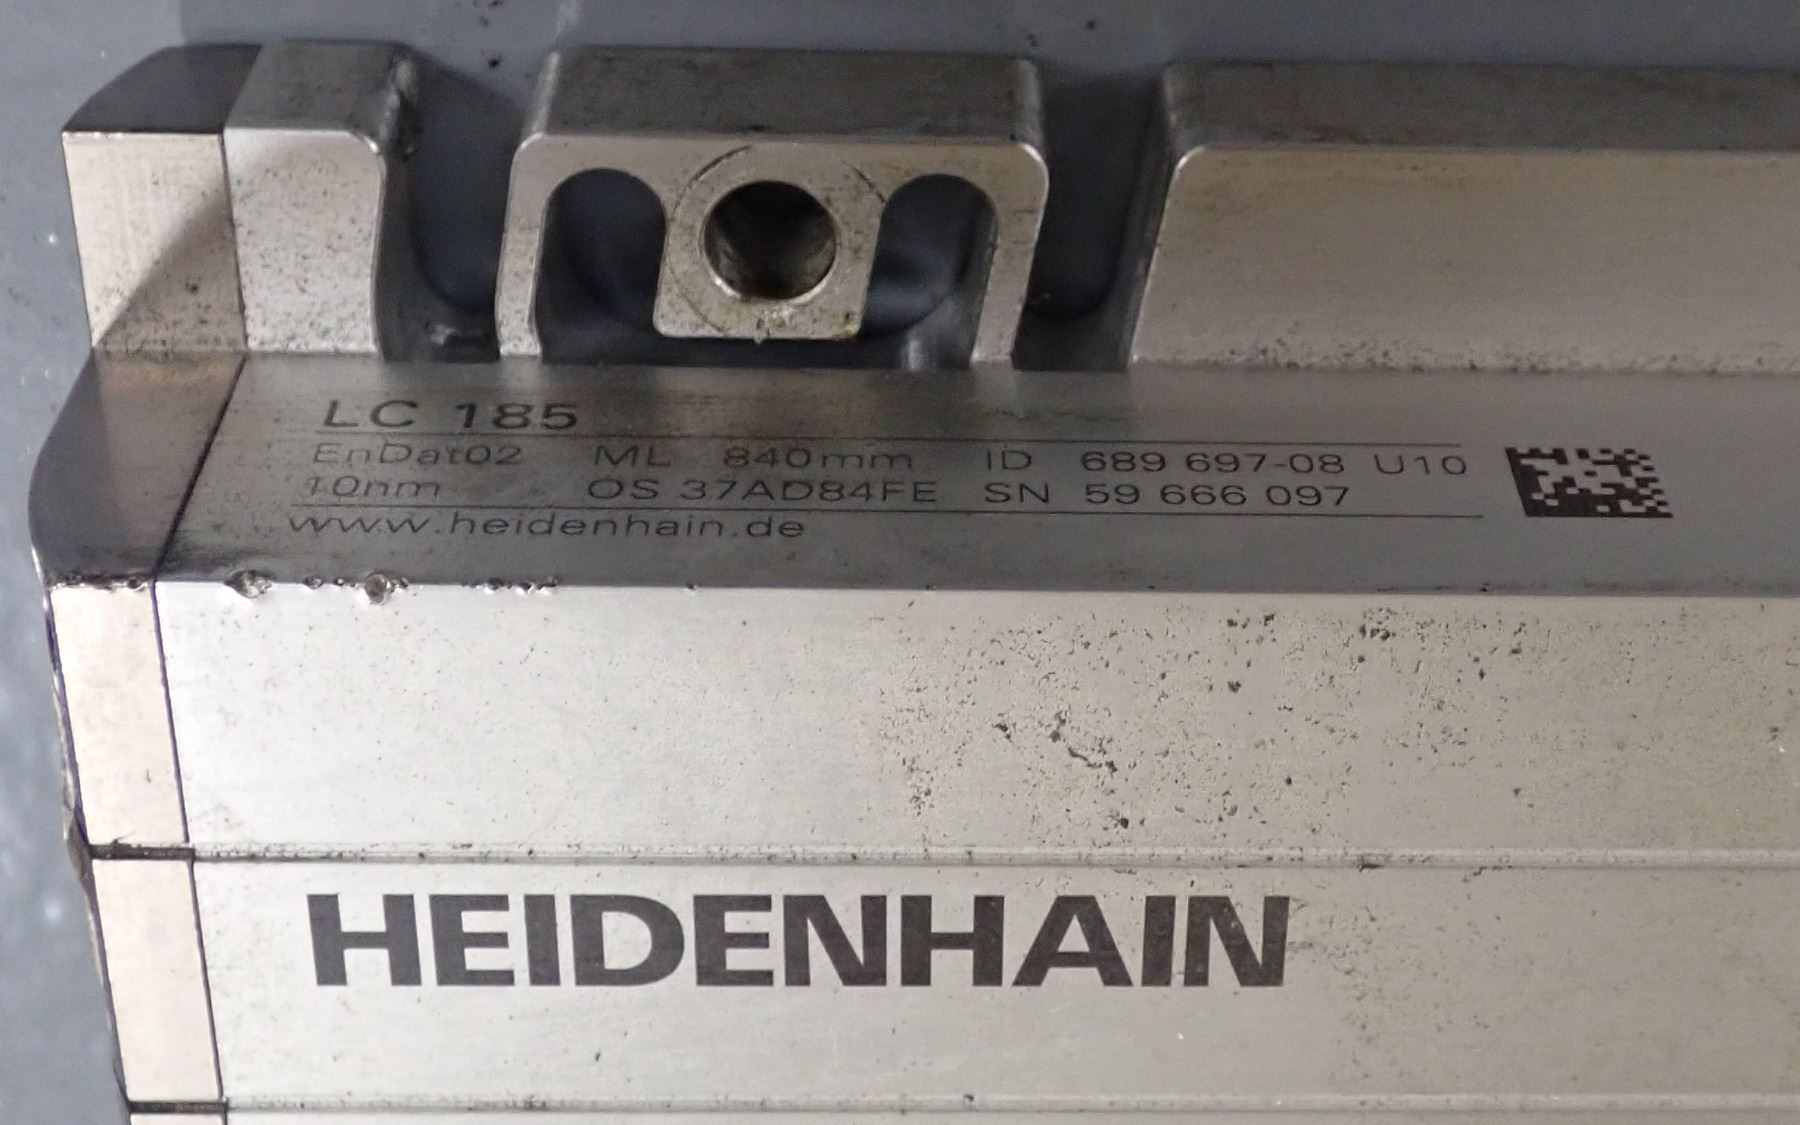 LC 185
EnDat02 ML 840mm ID 689 697-08 U10
10nm OS 37AD84FE SN 59 666 097
www.heidenhain.de
HEIDENHAIN